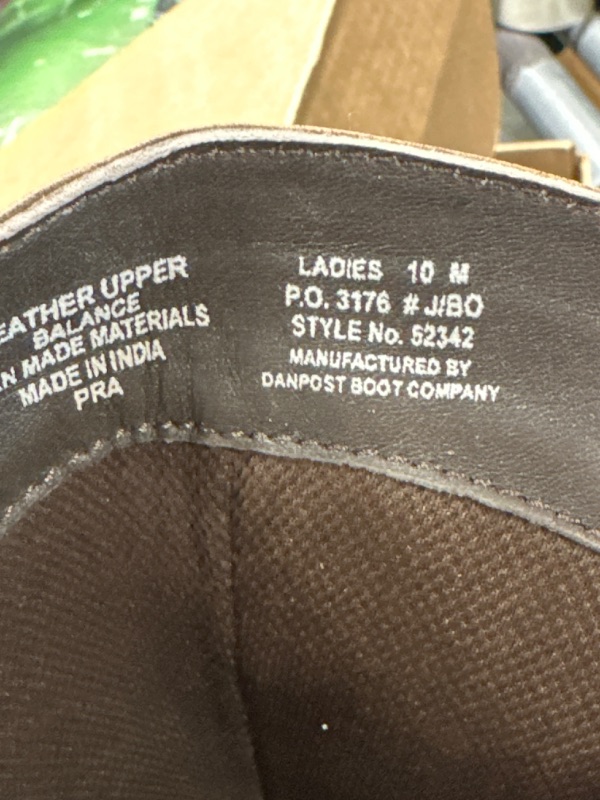 EATHER UPPER
BALANCE
N MADE MATERIALS
MADE IN INDIA
PRA
LADIES 10 M
P.O. 3176 # J/BO
STYLE No. 52342
MANUFACTURED BY
DANPOST BOOT COMPANY